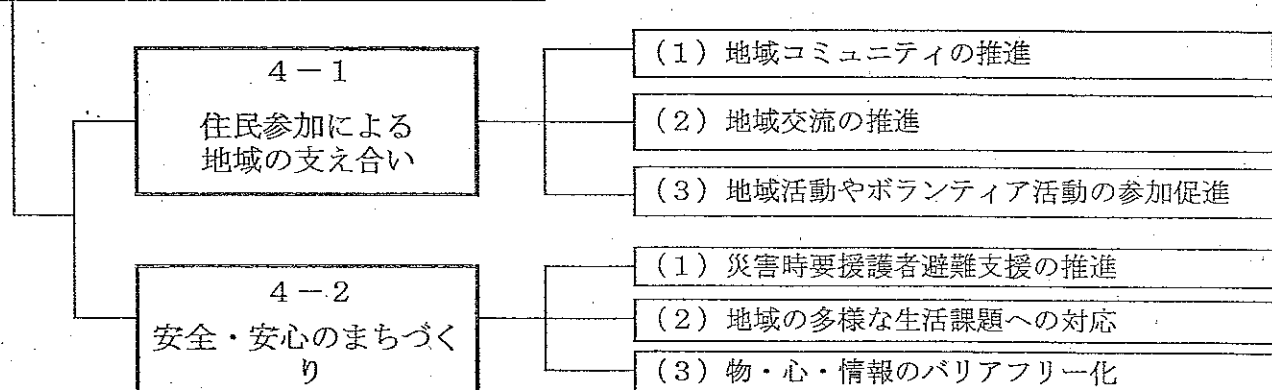 4-1
住民参加による
地域の支え合い
(1)地域コミュニティの推進
(2)地域交流の推進
(3)地域活動やボランティア活動の参加促進
4-2
安全・安心のまちづく
り
(1)災害時要援護者避難支援の推進
(2)地域の多様な生活課題への対応
(3)物・心・情報のバリアフリー化